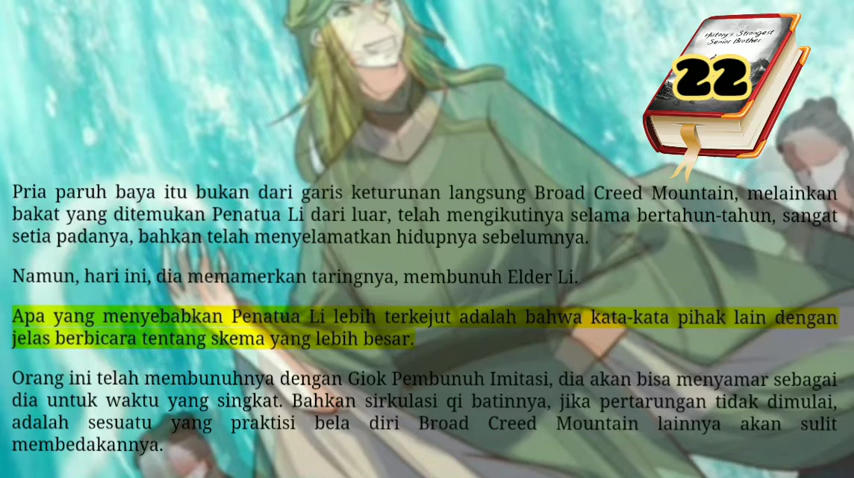 History's Strongest
Senior Brother
22
Pria paruh baya itu bukan dari garis keturunan langsung Broad Creed Mountain, melainkan
bakat yang ditemukan Penatua Li dari luar, telah mengikutinya selama bertahun-tahun, sangat
setia padanya, bahkan telah menyelamatkan hidupnya sebelumnya.
Namun, hari ini, dia memamerkan taringnya, membunuh Elder Li.
Apa yang menyebabkan Penatua Li lebih terkejut adalah bahwa kata-kata pihak lain dengan
jelas berbicara tentang skema yang lebih besar.
Orang ini telah membunuhnya dengan Giok Pembunuh Imitasi, dia akan bisa menyamar sebagai
dia untuk waktu yang singkat. Bahkan sirkulasi qi batinnya, jika pertarungan tidak dimulai,
adalah sesuatu yang praktisi bela diri Broad Creed Mountain lainnya akan sulit
membedakannya.